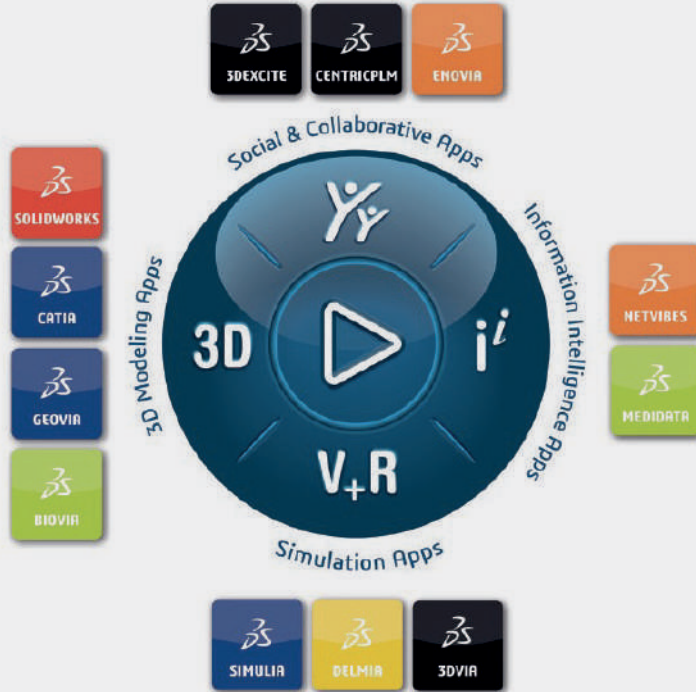 3DEXCITE
CENTRICPLM
ENOVIA
Social & Collaborative Apps
SOLIDWORKS
CATIA
GEOVIA
BIOVIA
3D Modeling Apps
3D
i i
V+R
Information Intelligence Apps
NETVIBES
MEDIDATA
Simulation Apps
SIMULIA
DELMIA
3DVIA